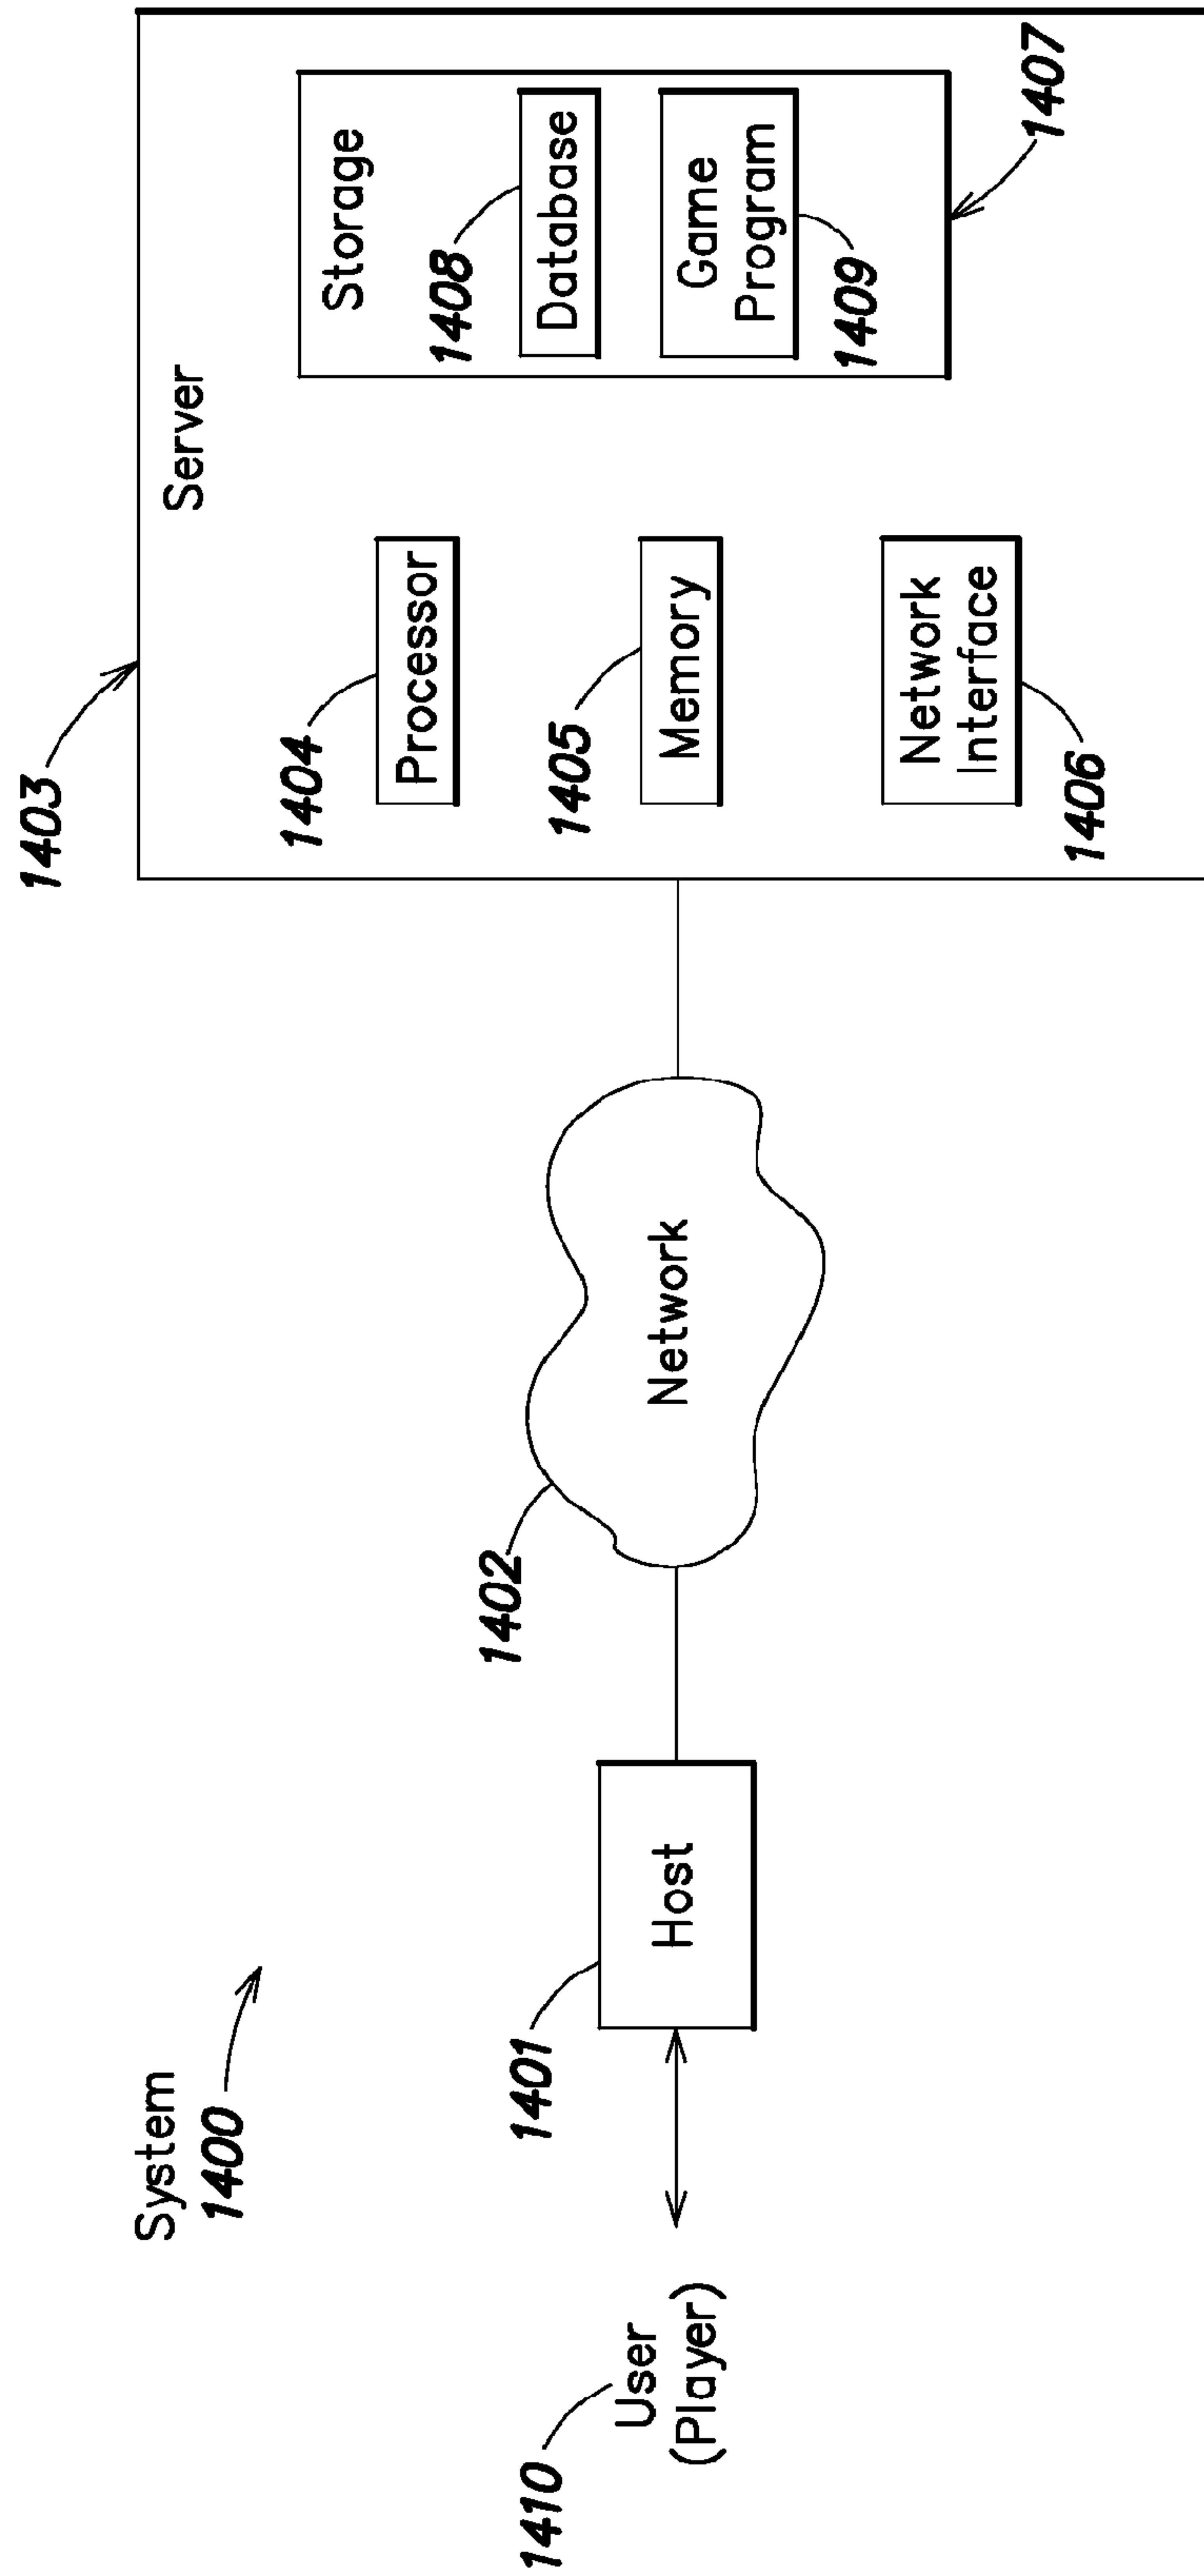 System
1400
1410
User
(Player)
1401
Host
1402
Network
1403
Server
1404
Processor
1405
Memory
Network
Interface
1406
Storage
1408
Database
Game
Program
1409
1407